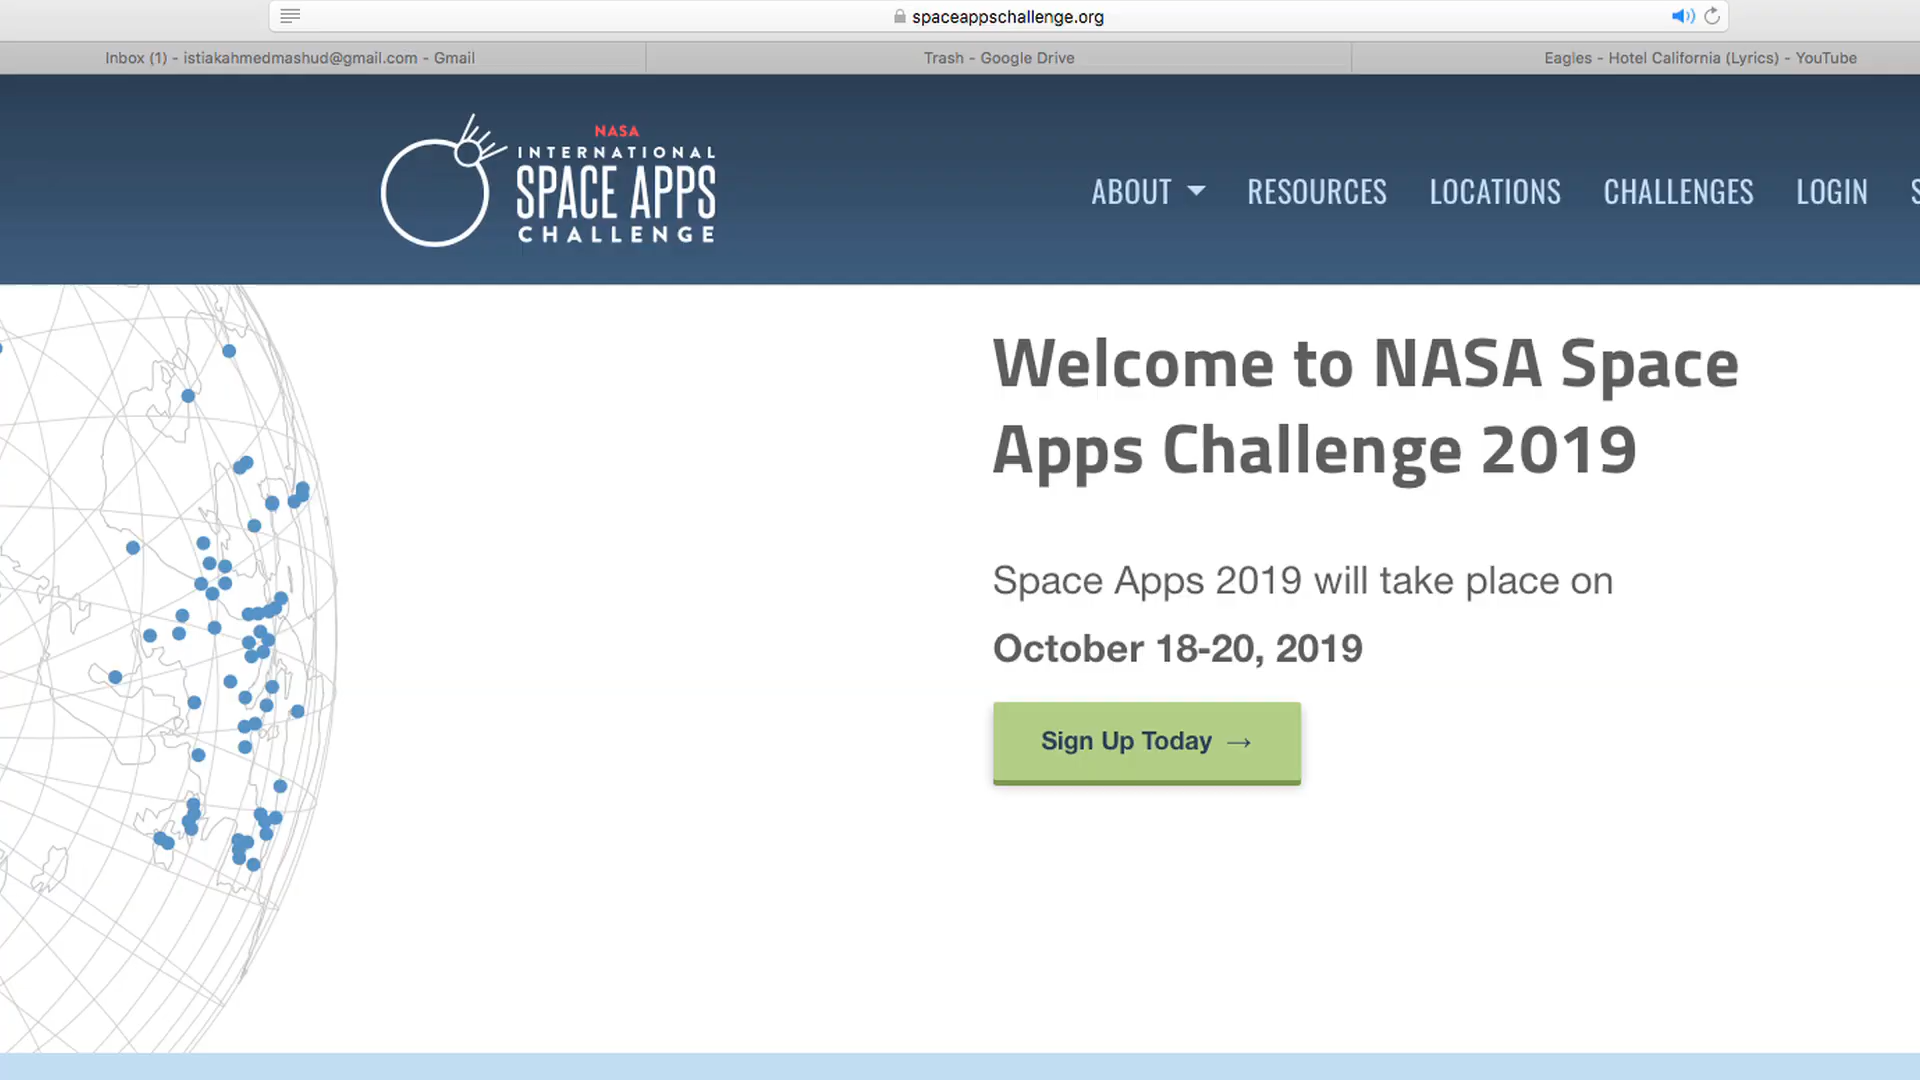 spaceappschallenge.org
Inbox (1) - istiakahmedmashud@gmail.com - Gmail
Trash - Google Drive
Eagles - Hotel California (Lyrics) - YouTube
NASA
INTERNATIONAL
SPACE APPS
CHALLENGE
ABOUT RESOURCES LOCATIONS CHALLENGES LOGIN
Welcome to NASA Space
Apps Challenge 2019
Space Apps 2019 will take place on
October 18-20, 2019
Sign Up Today →